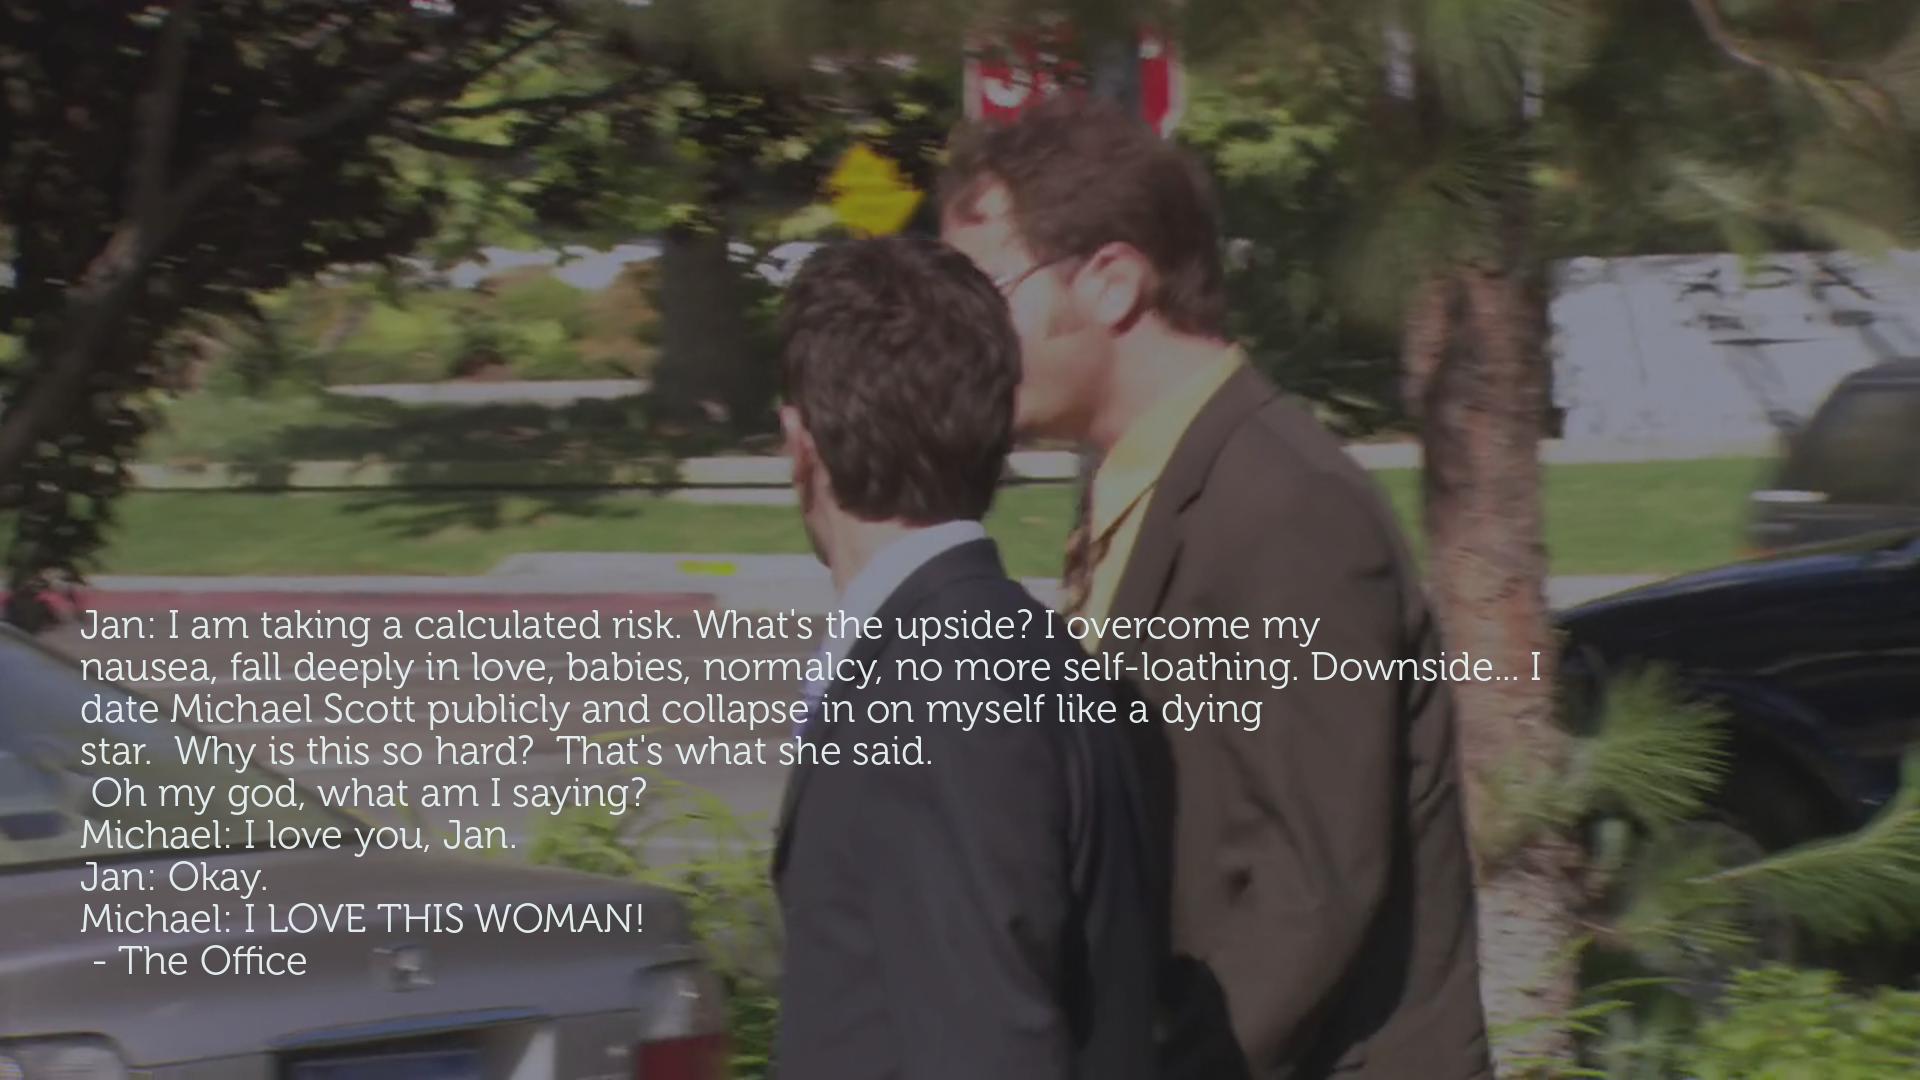 Jan: I am taking a calculated risk. What's the upside? I overcome my
nausea, fall deeply in love, babies, normalcy, no more self-loathing. Downside... I
date Michael Scott publicly and collapse in on myself like a dying
star.  Why is this so hard?  That's what she said.
Oh my god, what am I saying?
Michael: I love you, Jan.
Jan: Okay.
Michael: I LOVE THIS WOMAN!
- The Office